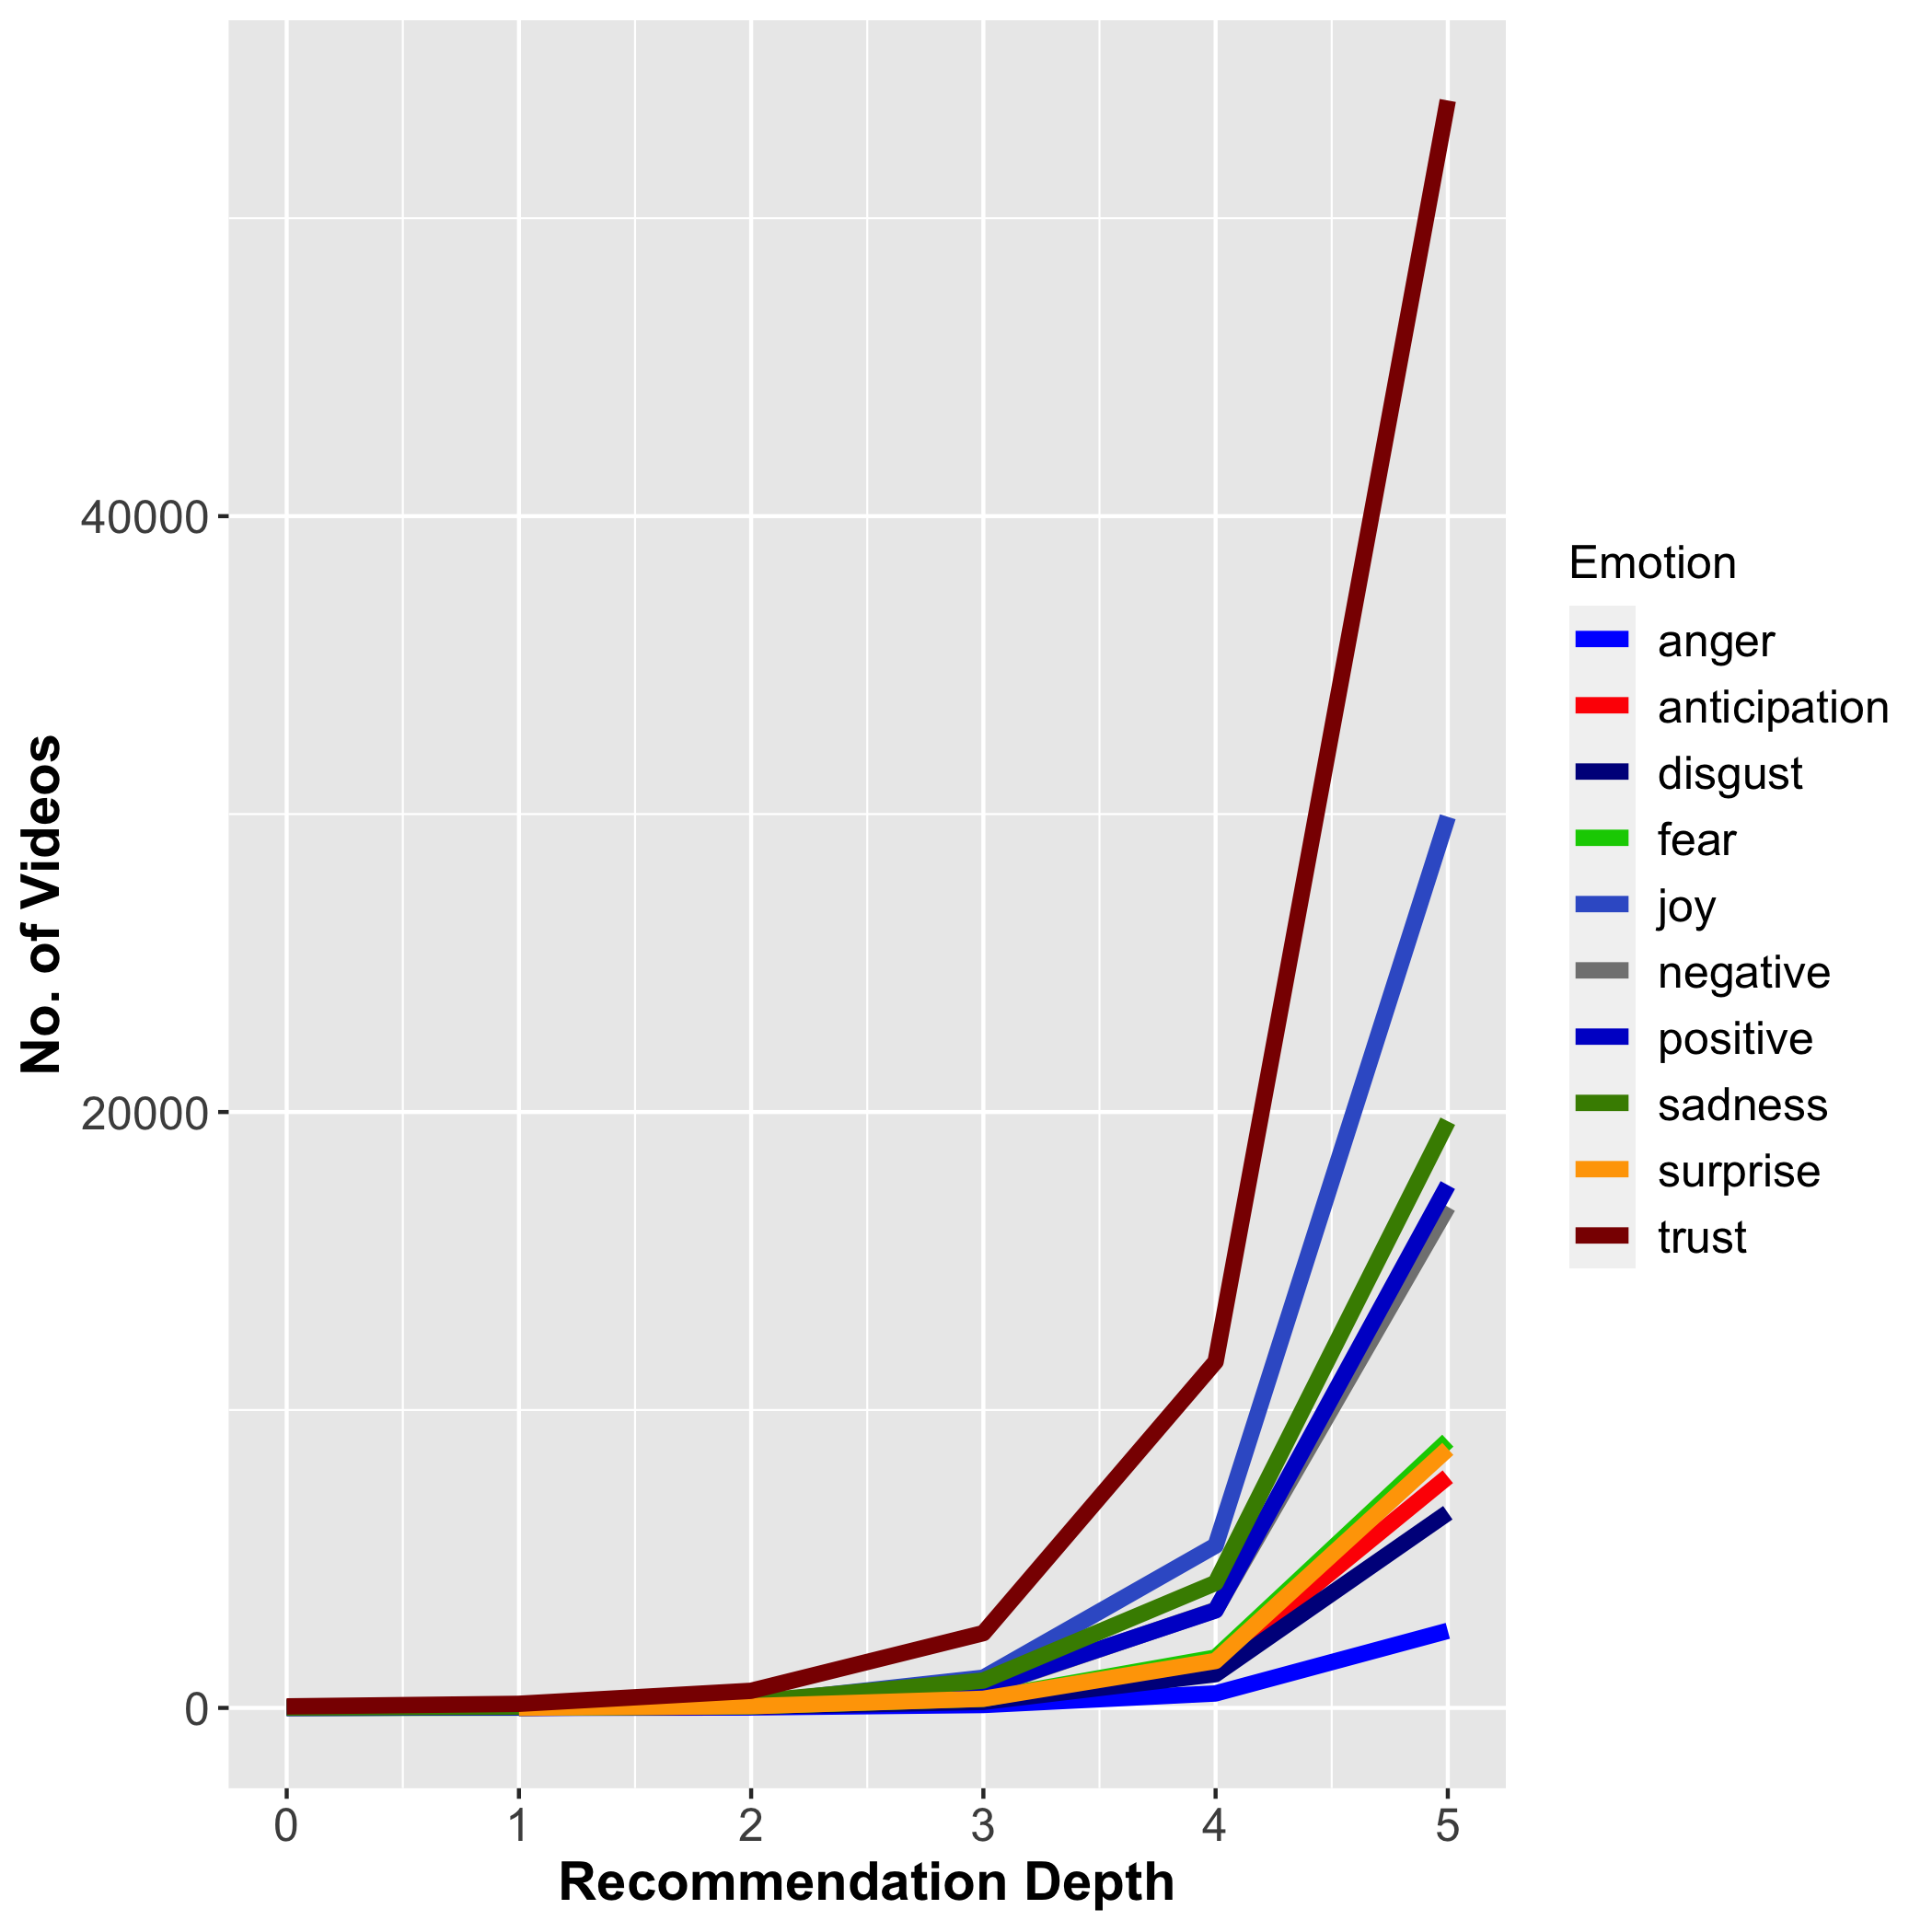 No. of Videos
40000
20000
0
0 1 2 3 4 5
Recommendation Depth
Emotion
anger
anticipation
disgust
fear
joy
negative
positive
sadness
surprise
trust